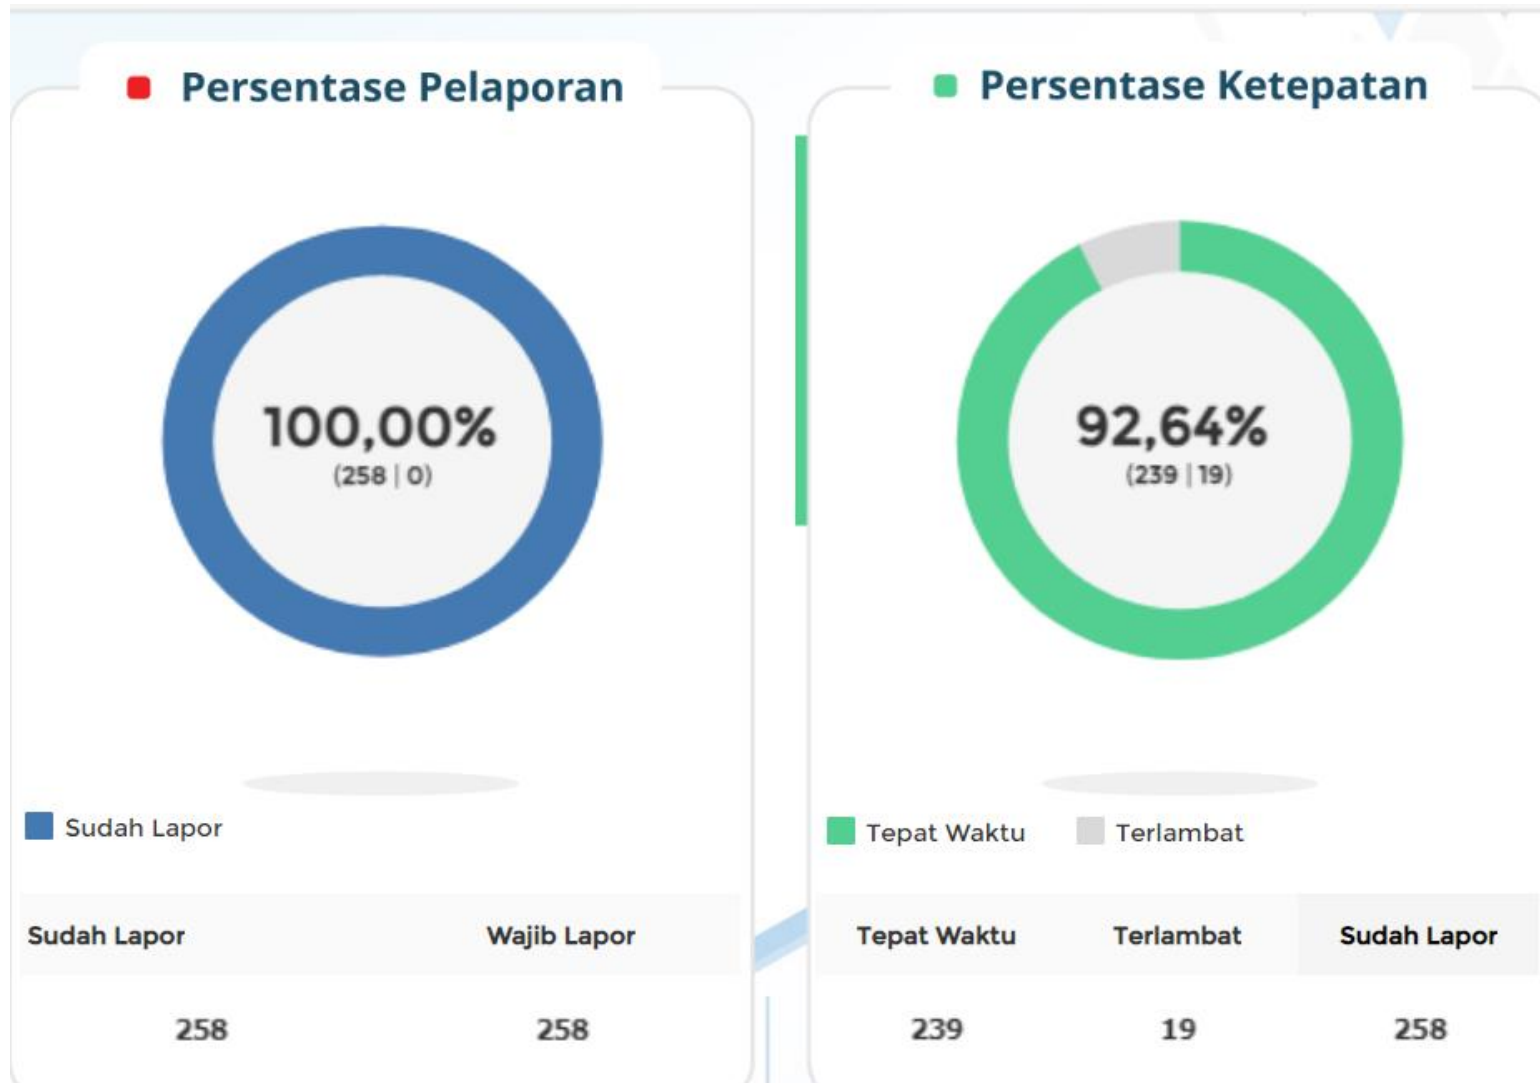 Persentase Pelaporan
100,00%
(258 | 0)
Sudah Lapor
Sudah Lapor Wajib Lapor
258 258
Persentase Ketepatan
92,64%
(239 | 19)
Tepat Waktu Terlambat
Tepat Waktu Terlambat Sudah Lapor
239 19 258